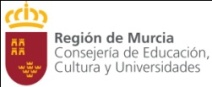 Región de Murcia
Consejería de Educación,
Cultura y Universidades